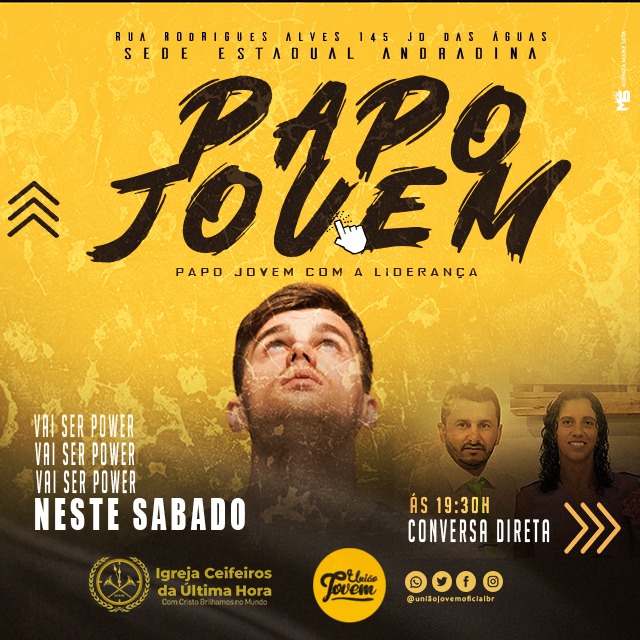 RUA RODRIGUES ALVES 145 JD DAS ÁGUAS
SEDE ESTADUAL ANDRADINA
PAPO
JOVEM
PAPO JOVEM COM A LIDERANÇA
VAI SER POWER
VAI SER POWER
VAI SER POWER
NESTE SABADO
ÁS 19:30H
CONVERSA DIRETA
Igreja Ceifeiros
da Última Hora
Com Cristo Brilhamos no Mundo
União
Jovem
@uniãojovemoficialbr